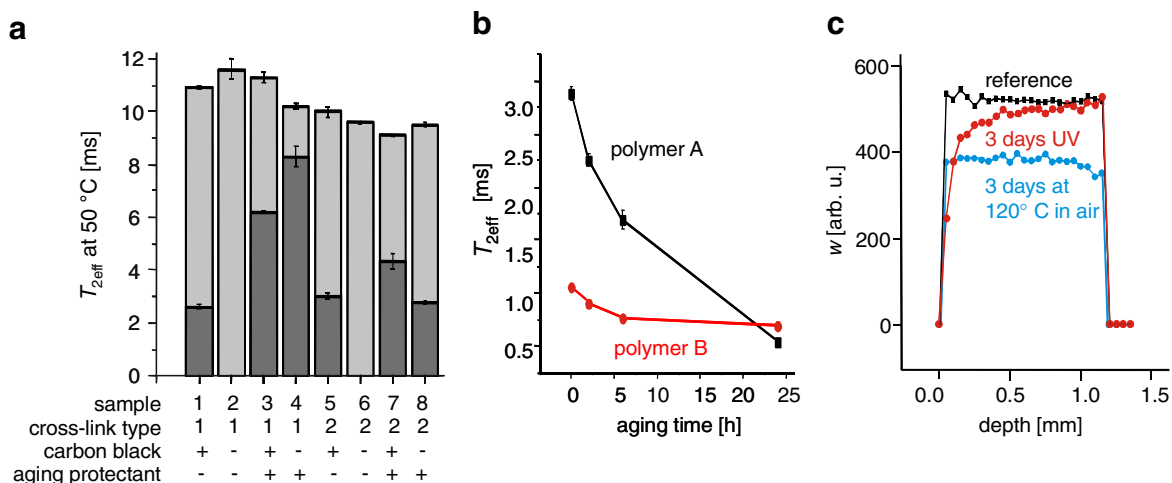 a
T2eff at 50 °C [ms]
12
10
8
6
4
2
0
sample 1 2 3 4 5 6 7 8
cross-link type 1 1 1 1 2 2 2 2
carbon black + - + - + - + -
aging protectant - - + + - - + +
b
T2eff [ms]
3.0
2.5
2.0
1.5
1.0
0.5
polymer A
polymer B
0 5 10 15 20 25
aging time [h]
c
w [arb. u.]
600
400
200
0
reference
3 days UV
3 days at
120° C in air
0.0 0.5 1.0 1.5
depth [mm]